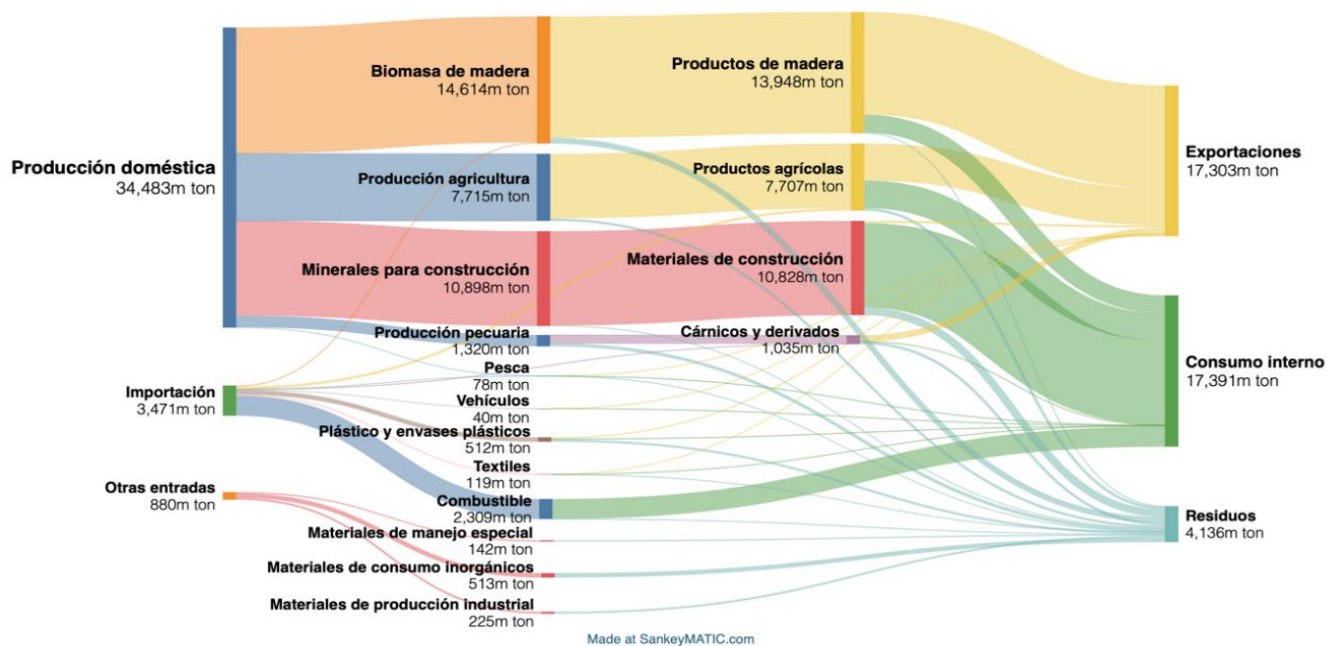 Producción doméstica
34,483m ton
Importación
3,471m ton
Otras entradas
880m ton
Biomasa de madera
14,614m ton
Producción agricultura
7,715m ton
Minerales para construcción
10,898m ton
Producción pecuaria
1,320m ton
Pesca
78m ton
Vehículos
40m ton
Plástico y envases plásticos
512m ton
Textiles
119m ton
Combustible
2,309m ton
Materiales de manejo especial
142m ton
Materiales de consumo inorgánicos
513m ton
Materiales de producción industrial
225m ton
Productos de madera
13,948m ton
Productos agrícolas
7,707m ton
Materiales de construcción
10,828m ton
Cárnicos y derivados
1,035m ton
Exportaciones
17,303m ton
Consumo interno
17,391m ton
Residuos
4,136m ton
Made at SankeyMATIC.com